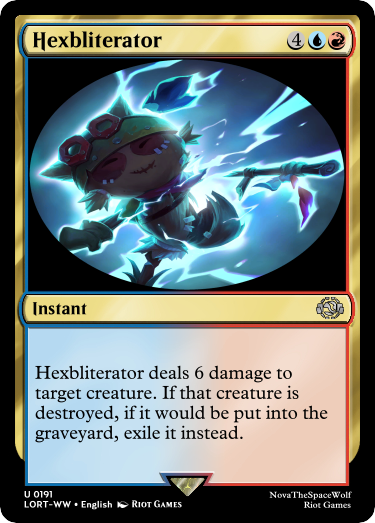 Hexbliterator
4
Instant
Hexbliterator deals 6 damage to
target creature. If that creature is
destroyed, if it would be put into the
graveyard, exile it instead.
U 0191
NovaTheSpaceWolf
LORT-WW • English RIOT GAMES
Riot Games